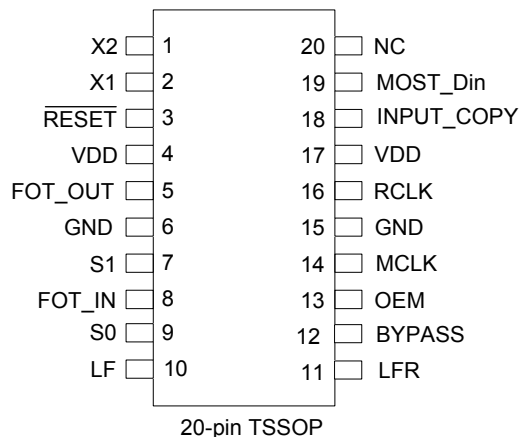 X2 1 20 NC
X1 2 19 MOST_Din
RESET 3 18 INPUT_COPY
VDD 4 17 VDD
FOT_OUT 5 16 RCLK
GND 6 15 GND
S1 7 14 MCLK
FOT_IN 8 13 OEM
S0 9 12 BYPASS
LF 10 11 LFR
20-pin TSSOP